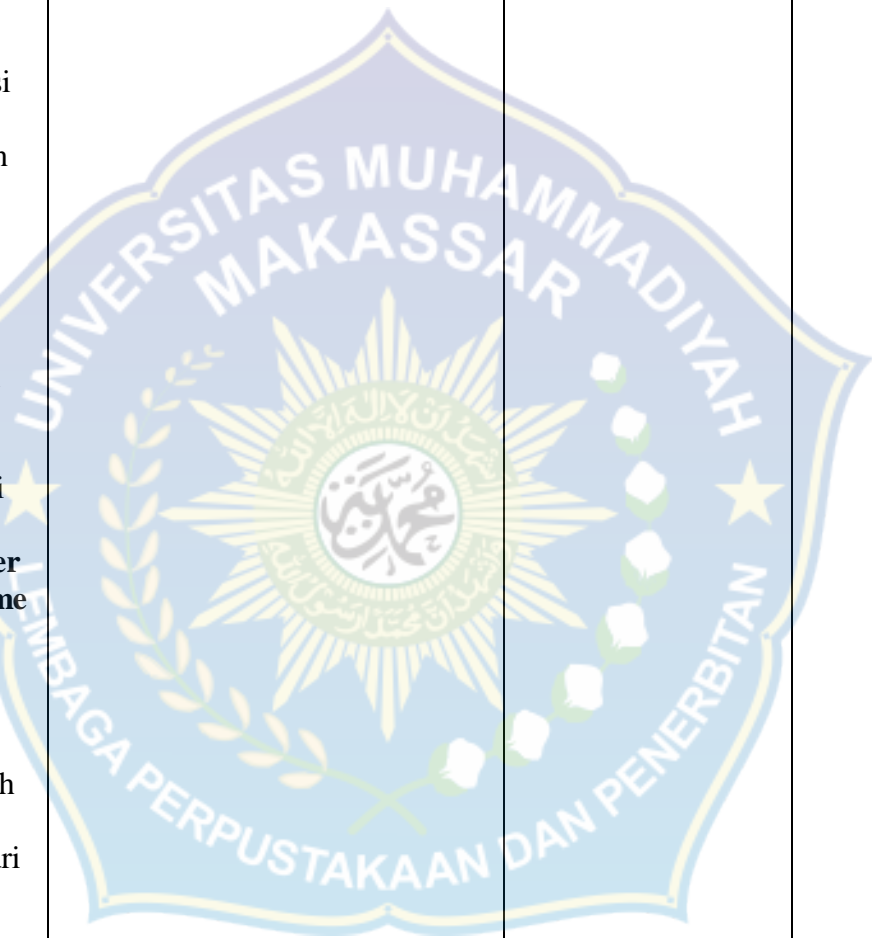 si
n
UNIVERSITAS MUHAMMADIYAH
MAKASSAR
i
er
me
h
ri
LEMBAGA PERPUSTAKAAN DAN PENERBITAN